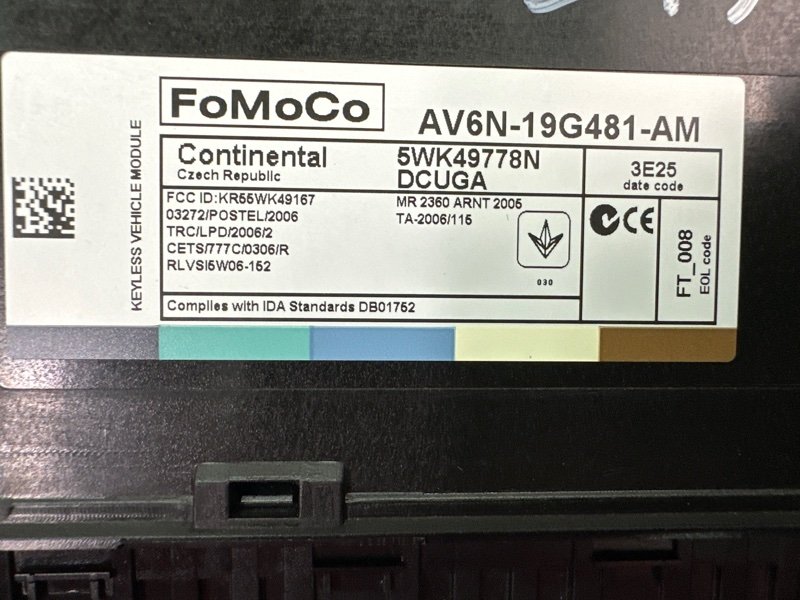 KEYLESS VEHICLE MODULE
FoMoCo
AV6N-19G481-AM
Continental
Czech Republic
5WK49778N
DCUGA
3E25
date code
FCC ID:KR55WK49167
03272/POSTEL/2006
TRC/LPD/2006/2
CETS/777C/0306/R
RLVSI5W06-152
MR 2360 ARNT 2005
TA-2006/115
030
CE
FT_008
EOL code
Complies with IDA Standards DB01752